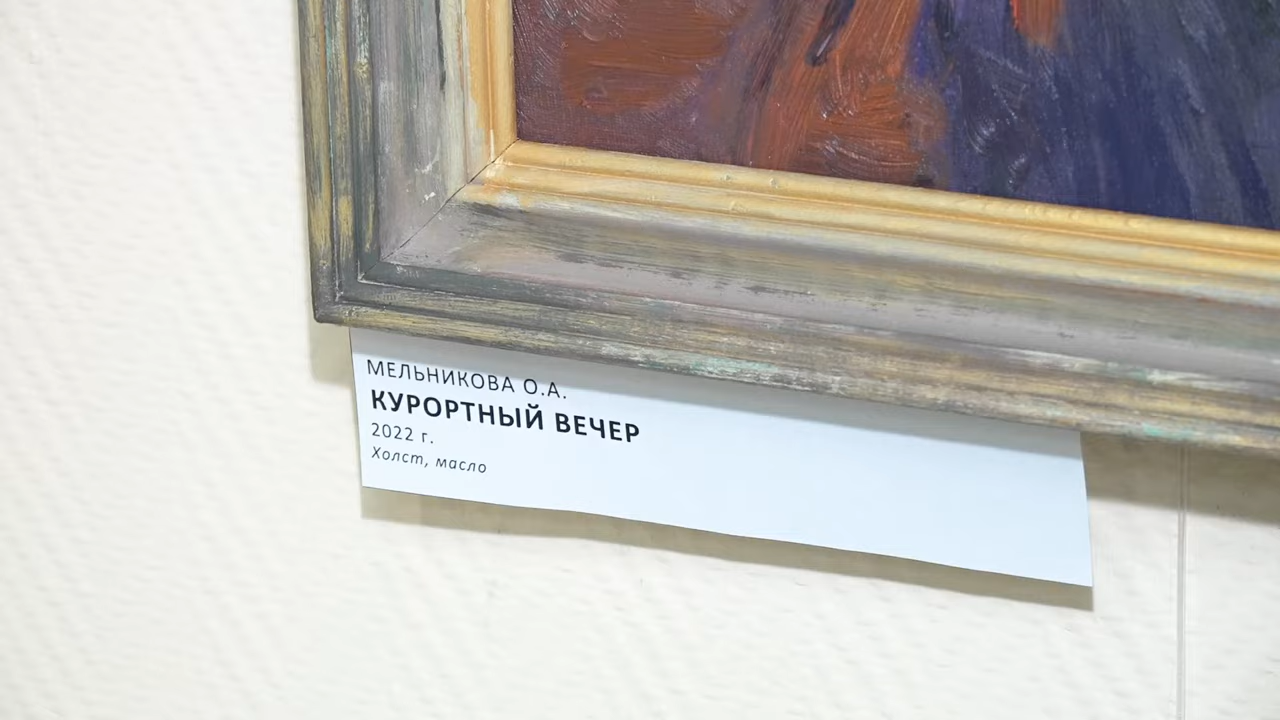 МЕЛЬНИКОВА О.А.
КУРОРТНЫЙ ВЕЧЕР
2022 г.
Холст, масло